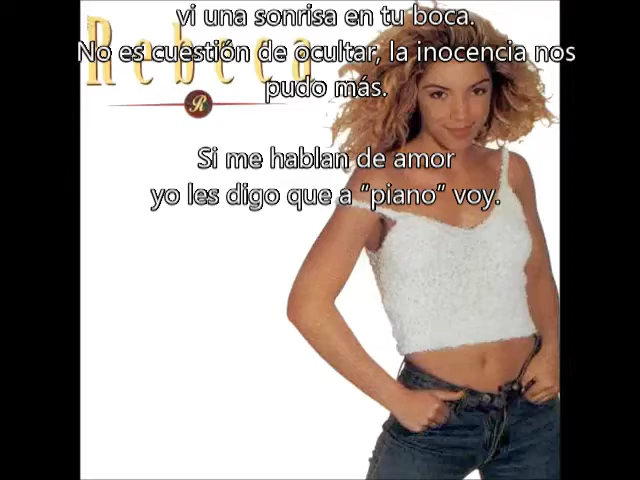 vi una sonrisa en tu boca.
No es cuestión de ocultar, la inocencia nos
pudo más.
Rebeca
R
Si me hablan de amor
yo les digo que a “piano” voy.